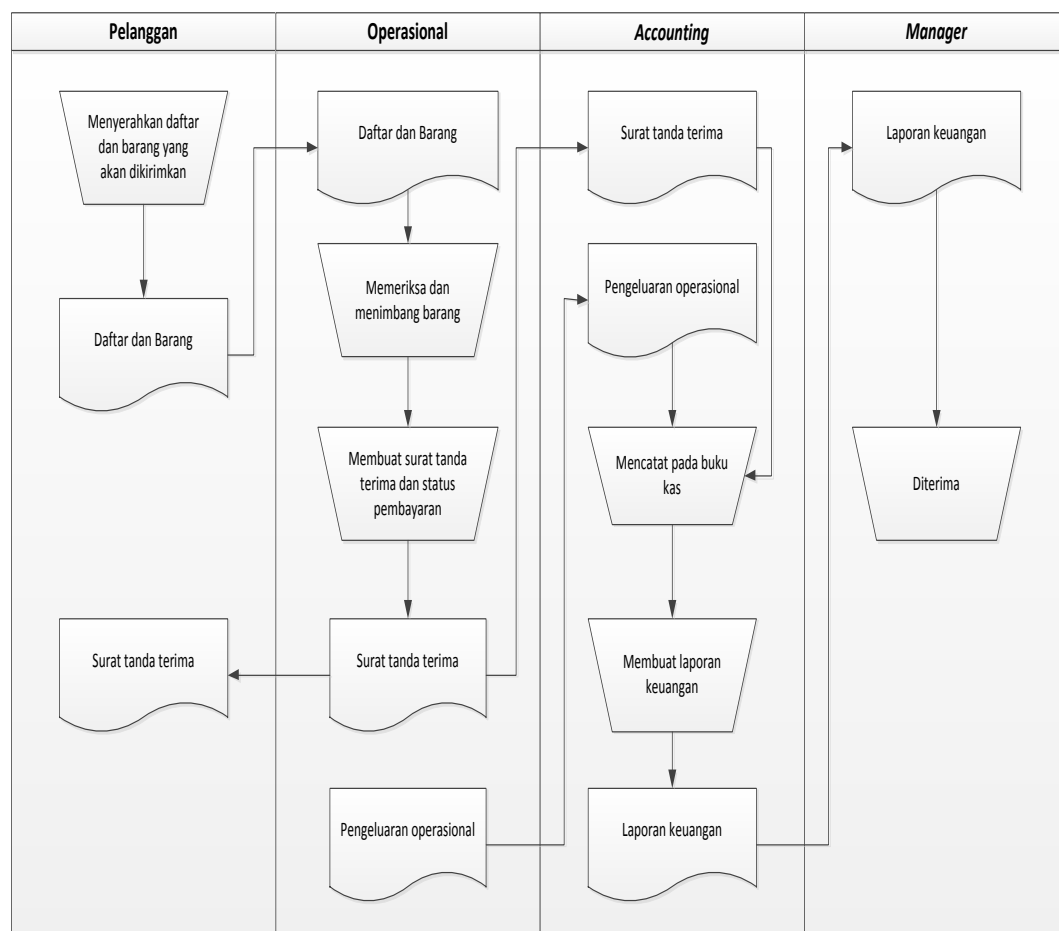 Pelanggan
Operasional
Accounting
Manager
Menyerahkan daftar
dan barang yang
akan dikirimkan
Daftar dan Barang
Surat tanda terima
Daftar dan Barang
Memeriksa dan
menimbang barang
Membuat surat tanda
terima dan status
pembayaran
Surat tanda terima
Pengeluaran operasional
Surat tanda terima
Pengeluaran operasional
Mencatat pada buku
kas
Membuat laporan
keuangan
Laporan keuangan
Laporan keuangan
Diterima